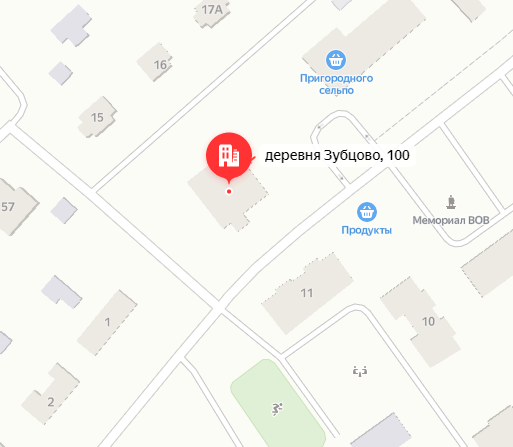 17А
16
Пригородного
сельпо
15
деревня Зубцово, 100
57
Мемориал ВОВ
Продукты
11
1
10
2